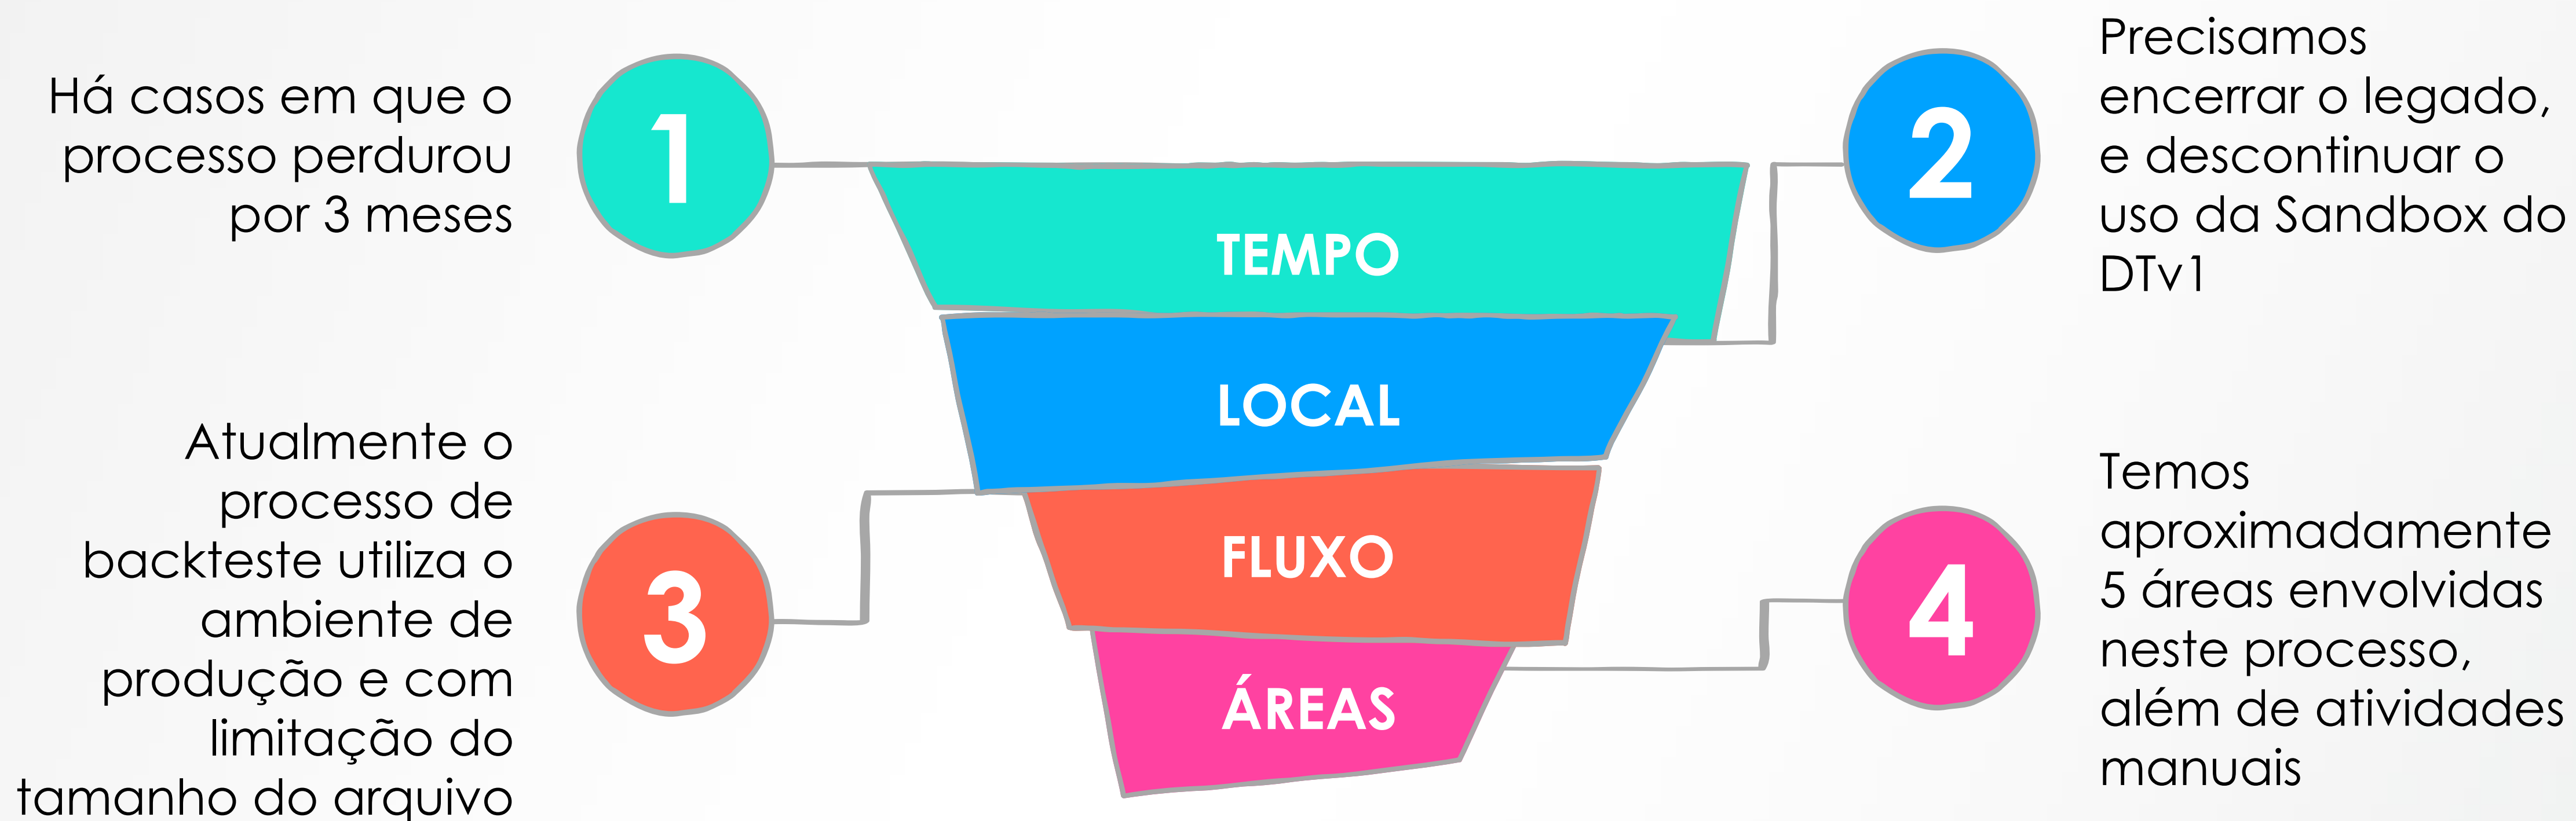 Há casos em que o
processo perdurou
por 3 meses
1
TEMPO
2
Precisamos
encerrar o legado,
e descontinuar o
uso da Sandbox do
DTv1
LOCAL
Atualmente o
processo de
backteste utiliza o
ambiente de
produção e com
limitação do
tamanho do arquivo
3
FLUXO
ÁREAS
4
Temos
aproximadamente
5 áreas envolvidas
neste processo,
além de atividades
manuais